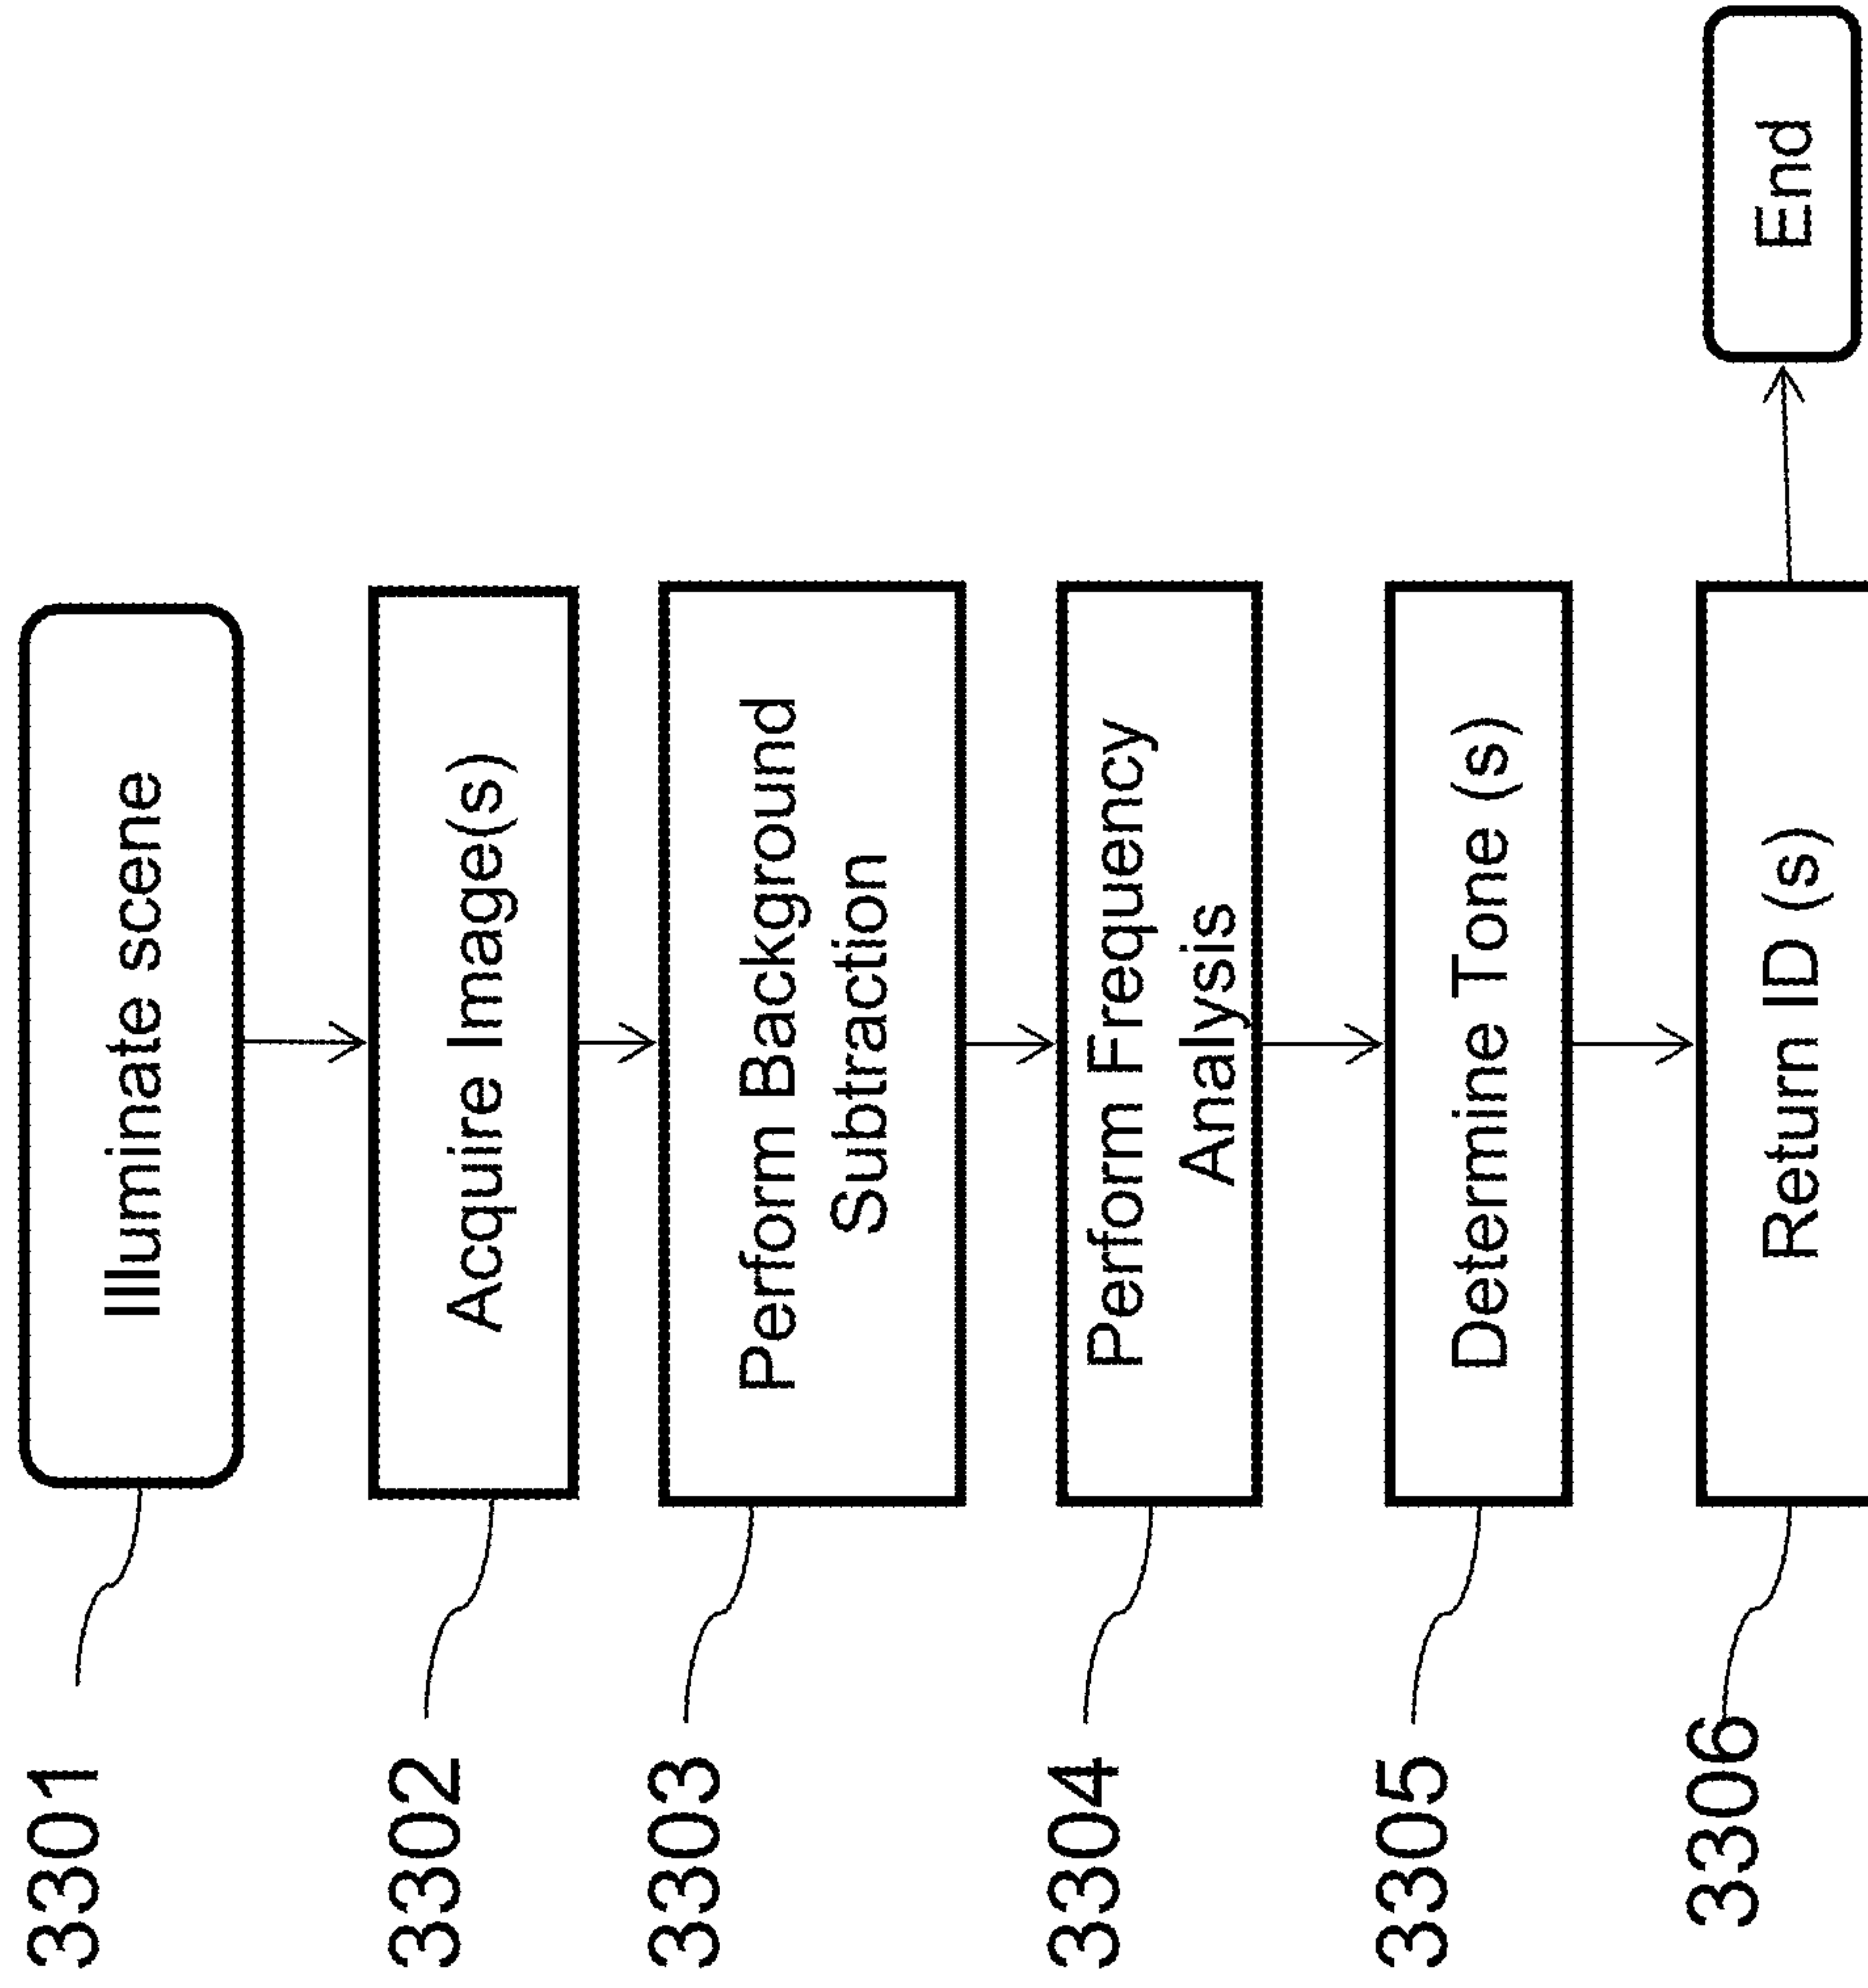 3301
Illuminate scene
3302
Acquire Image(s)
3303
Perform Background
Subtraction
3304
Perform Frequency
Analysis
3305
Determine Tone (s)
3306
Return ID (s)
End